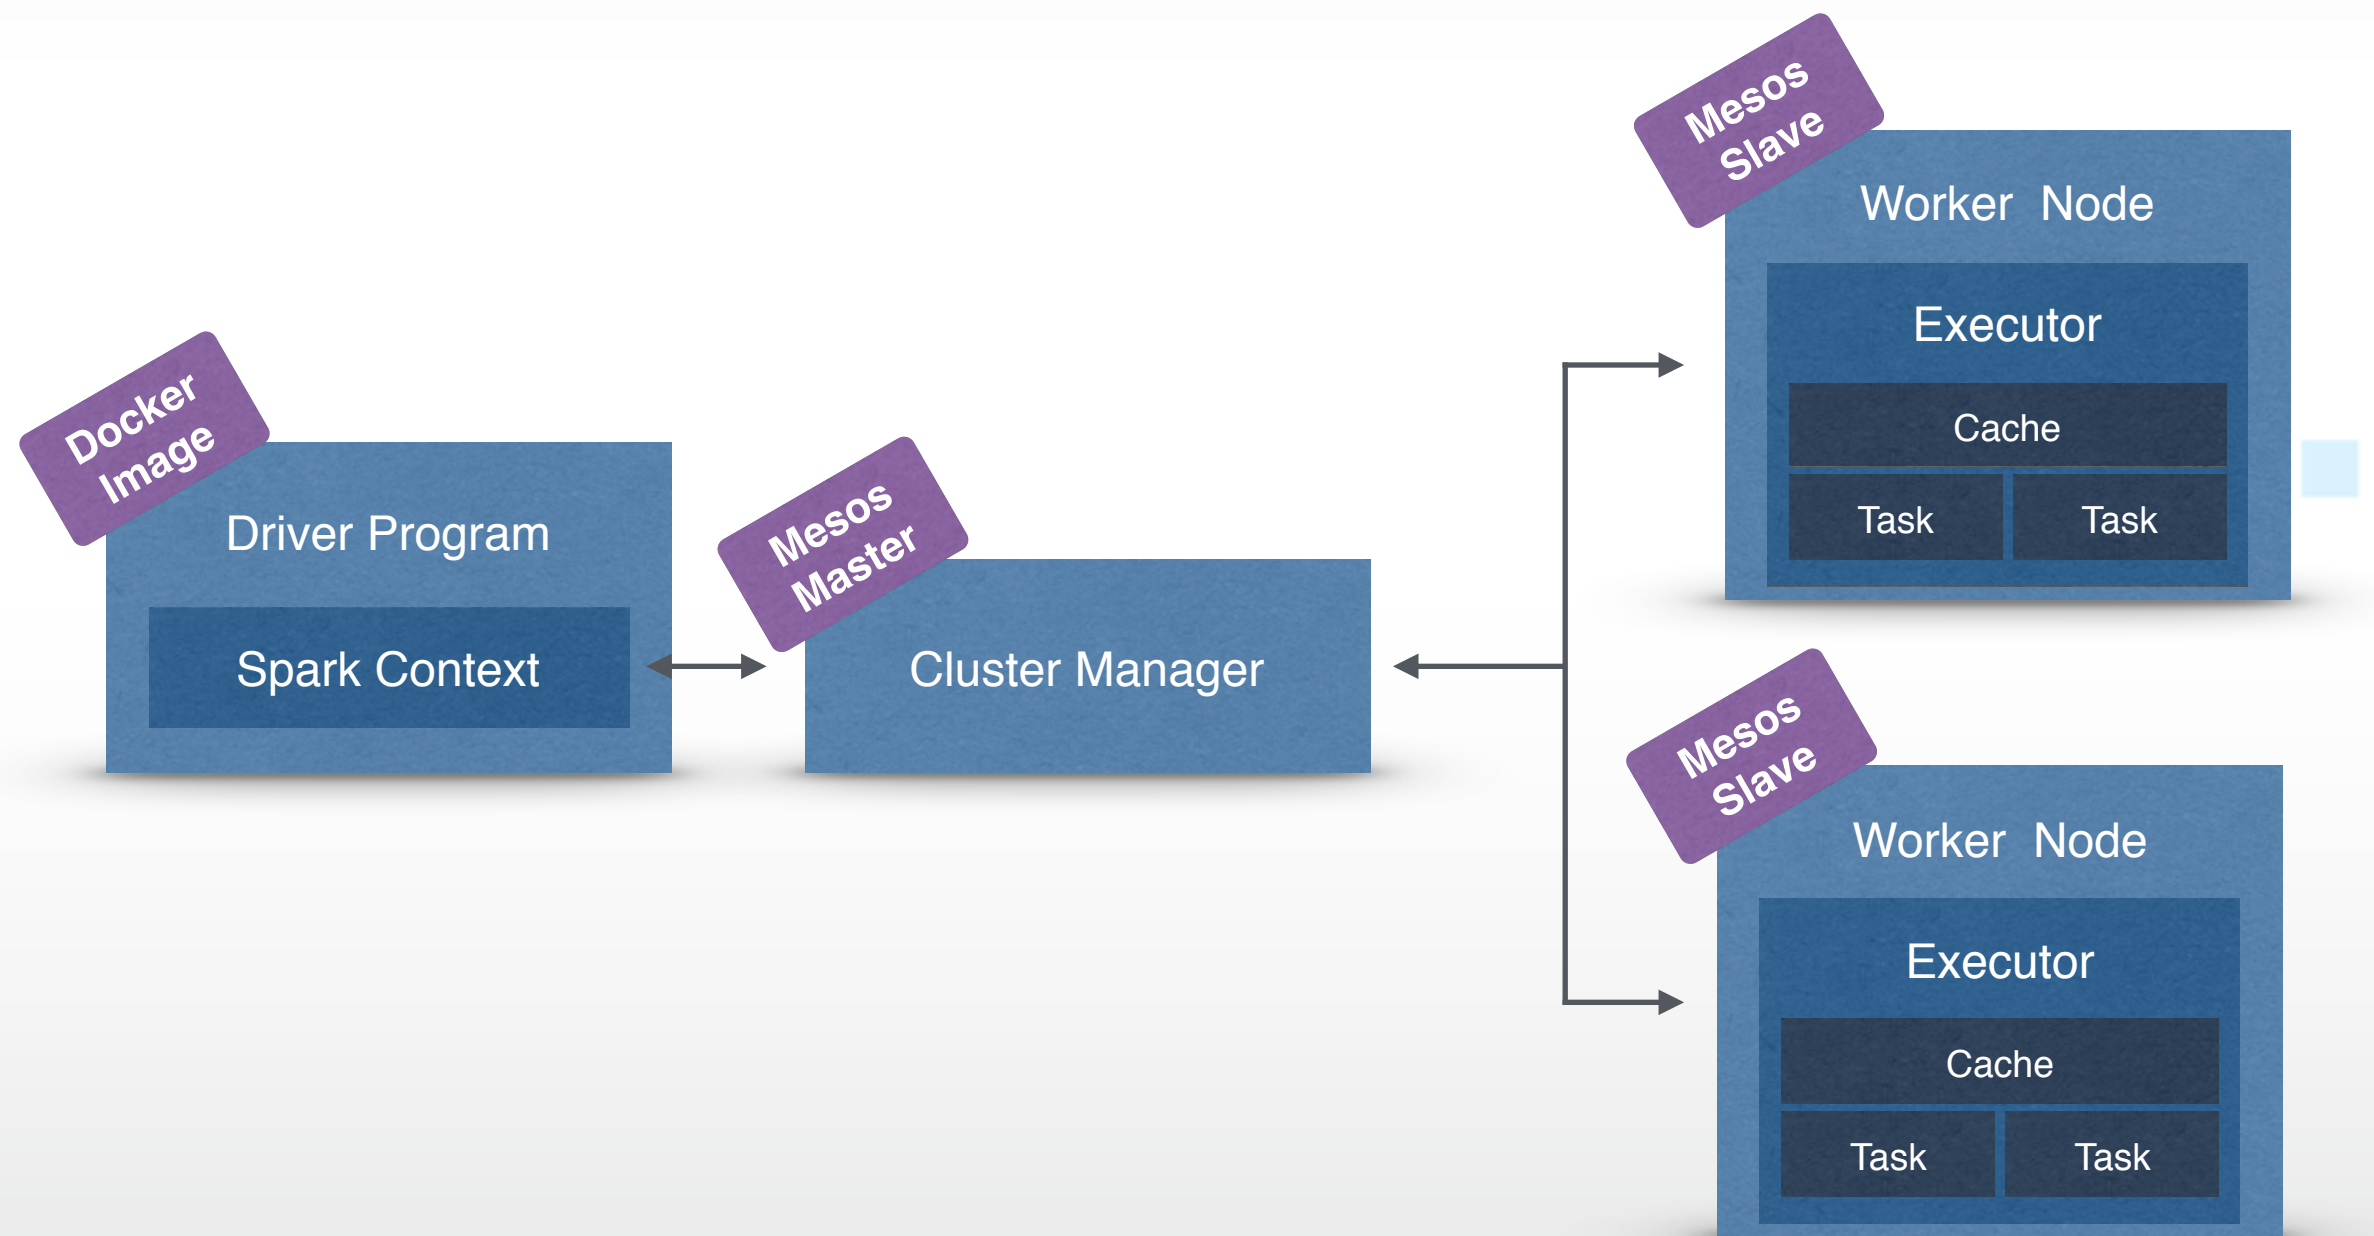 Docker
Image
Driver Program
Spark Context
Mesos
Master
Cluster Manager
Mesos
Slave
Worker  Node
Executor
Cache
Task Task
Mesos
Slave
Worker  Node
Executor
Cache
Task Task